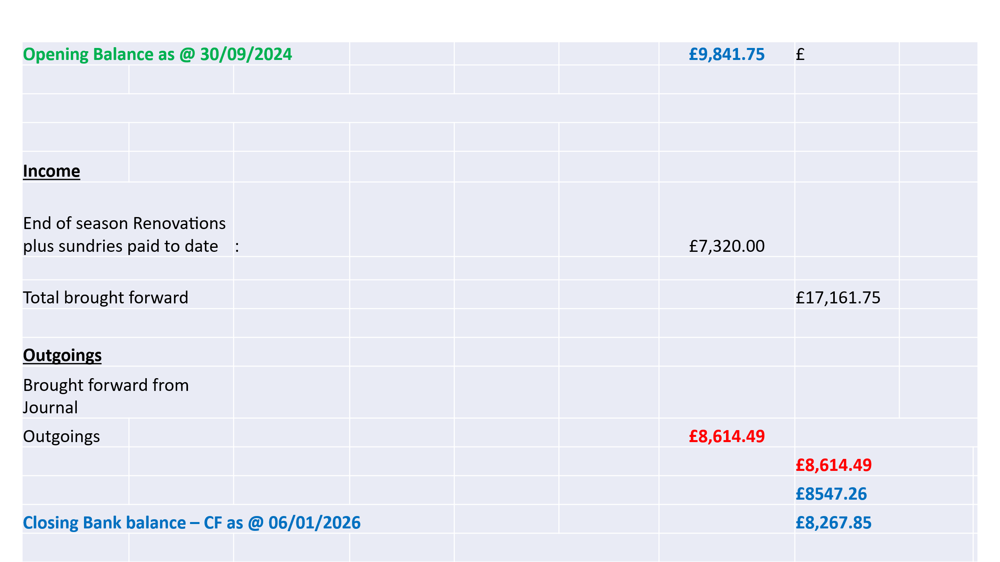 Opening Balance as @ 30/09/2024 £9,841.75 £
Income
End of season Renovations
plus sundries paid to date : £7,320.00
Total brought forward £17,161.75
Outgoings
Brought forward from
Journal
Outgoings £8,614.49
£8,614.49
£8547.26
Closing Bank balance – CF as @ 06/01/2026 £8,267.85